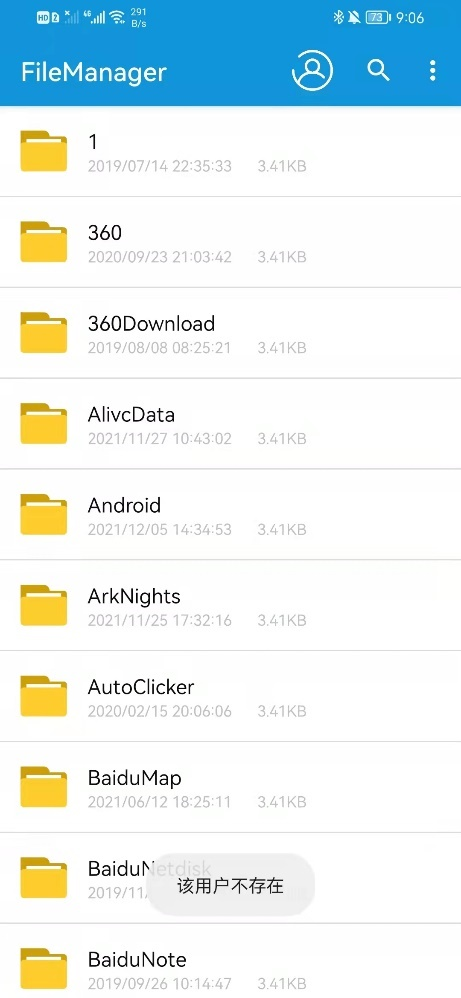 HD 2 4G 291 B/s 73 9:06
FileManager
1
2019/07/14 22:35:33 3.41KB
360
2020/09/23 21:03:42 3.41KB
360Download
2019/08/08 08:25:21 3.41KB
AlivcData
2021/11/27 10:43:02 3.41KB
Android
2021/12/05 14:34:53 3.41KB
ArkNights
2021/11/25 17:32:16 3.41KB
AutoClicker
2020/02/15 20:06:06 3.41KB
BaiduMap
2021/06/12 18:25:11 3.41KB
BaiduNetdisk
2019/11/
该用户不存在
BaiduNote
2019/09/26 10:14:47 3.41KB